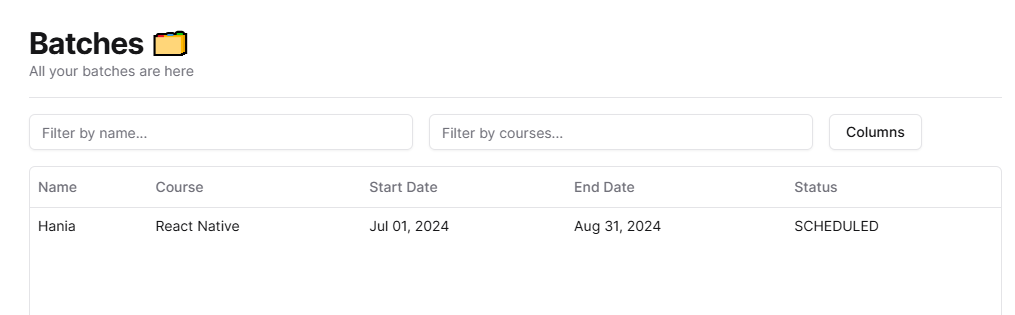 Batches
All your batches are here
Filter by name...
Filter by courses...
Columns
Name Course Start Date End Date Status
Hania React Native Jul 01, 2024 Aug 31, 2024 SCHEDULED